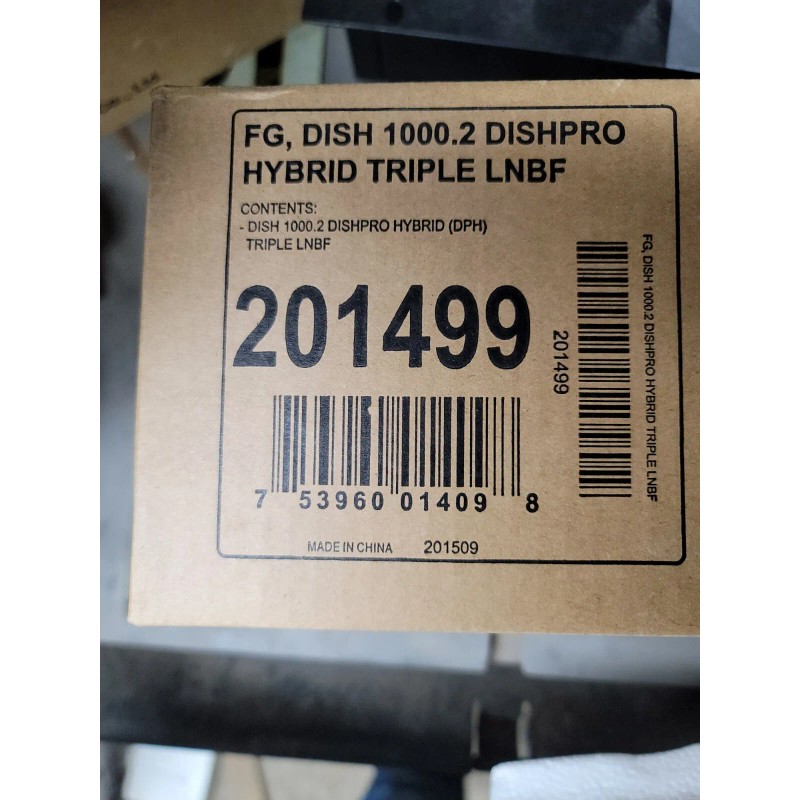 FG, DISH 1000.2 DISHPRO
HYBRID TRIPLE LNBF
CONTENTS:
- DISH 1000.2 DISHPRO HYBRID (DPH)
TRIPLE LNBF
201499
7 53960 01409 8
MADE IN CHINA 201509
201499
FG, DISH 1000.2 DISHPRO HYBRID TRIPLE LNBF